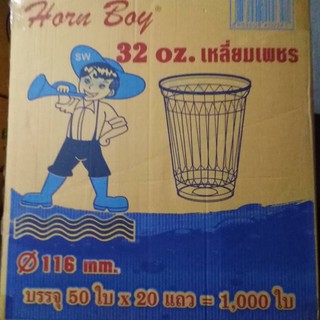 Horn Boy
32 oz. เหลี่ยมเพชร
SW
Ø 116 mm.
บรรจุ 50 ใบ x 20 แถว = 1,000 ใบ